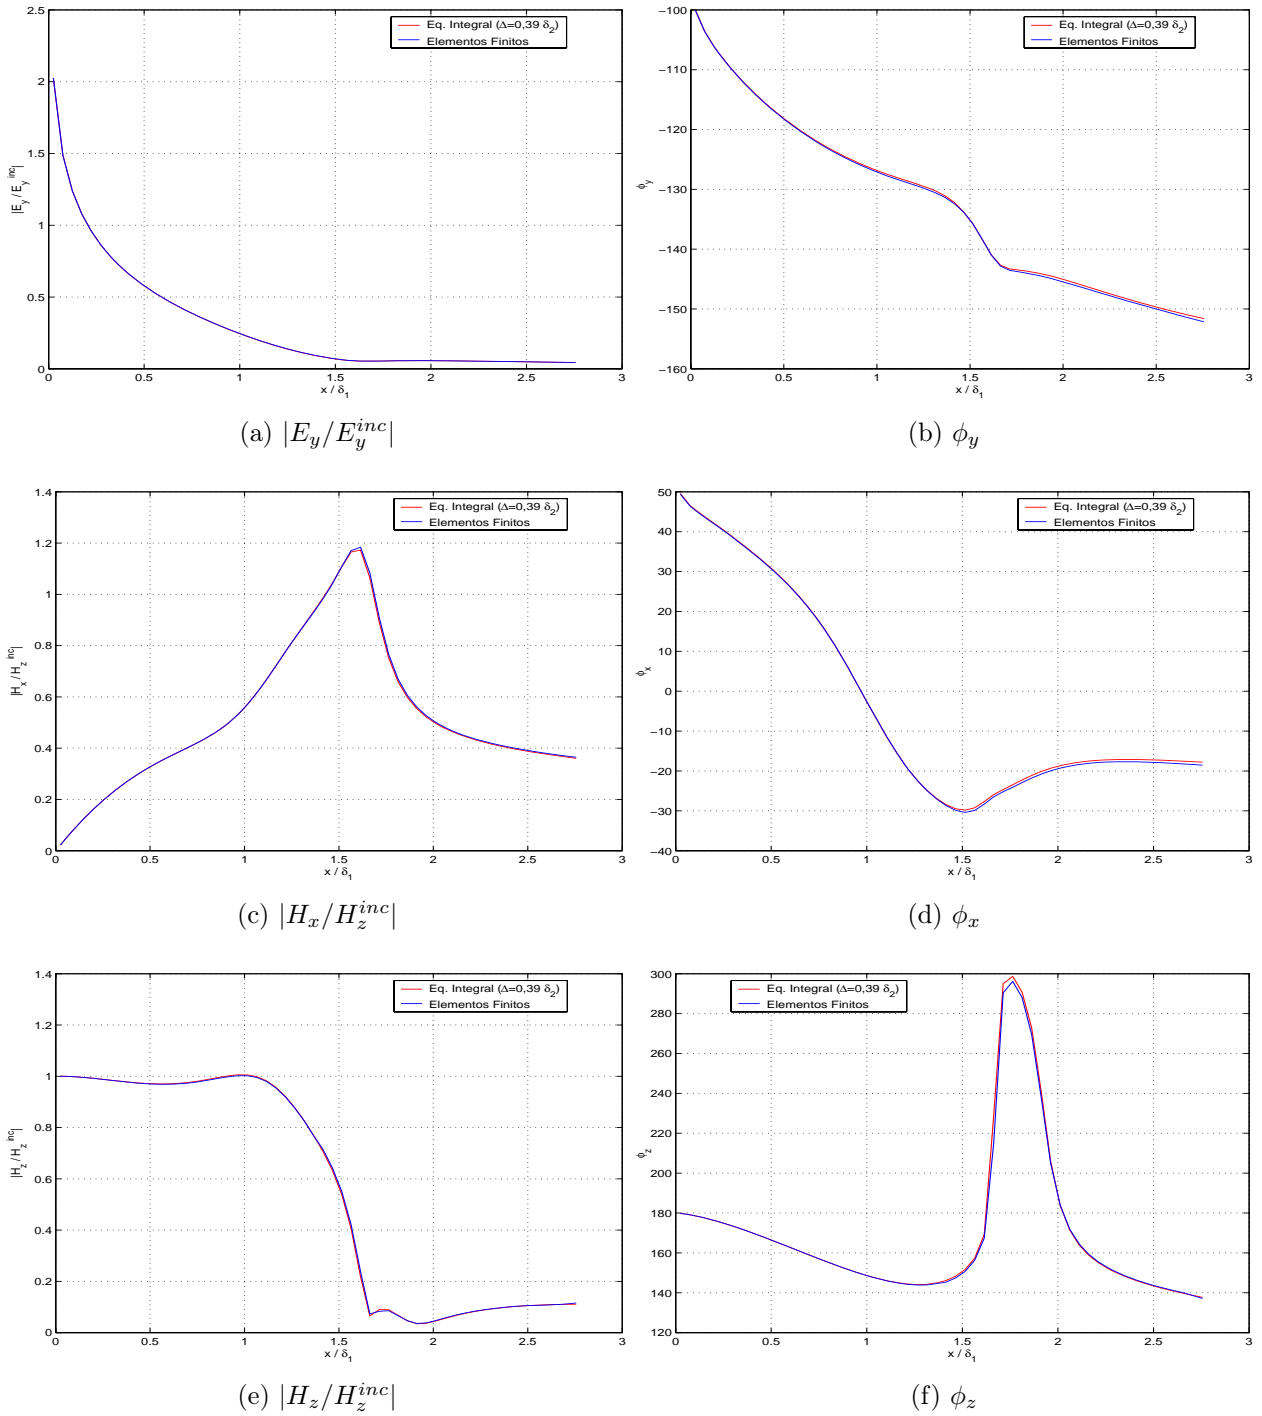 2.5
2
1.5
1
0.5
0
|E_y / E_y^inc|
Eq. Integral (Δ=0,39 δ_2)
Elementos Finitos
0 0.5 1 1.5 2 2.5 3
x / δ_1
(a) |E_y/E_y^{inc}|
−100
−110
−120
−130
−140
−150
−160
φ_y
Eq. Integral (Δ=0,39 δ_2)
Elementos Finitos
0 0.5 1 1.5 2 2.5 3
x / δ_1
(b) ϕ_y
1.4
1.2
1
0.8
0.6
0.4
0.2
0
|H_x / H_z^inc|
Eq. Integral (Δ=0,39 δ_2)
Elementos Finitos
0 0.5 1 1.5 2 2.5 3
x / δ_1
(c) |H_x/H_z^{inc}|
50
40
30
20
10
0
−10
−20
−30
−40
φ_x
Eq. Integral (Δ=0,39 δ_2)
Elementos Finitos
0 0.5 1 1.5 2 2.5 3
x / δ_1
(d) ϕ_x
1.4
1.2
1
0.8
0.6
0.4
0.2
0
|H_z / H_z^inc|
Eq. Integral (Δ=0,39 δ_2)
Elementos Finitos
0 0.5 1 1.5 2 2.5 3
x / δ_1
(e) |H_z/H_z^{inc}|
300
280
260
240
220
200
180
160
140
120
φ_z
Eq. Integral (Δ=0,39 δ_2)
Elementos Finitos
0 0.5 1 1.5 2 2.5 3
x / δ_1
(f) ϕ_z